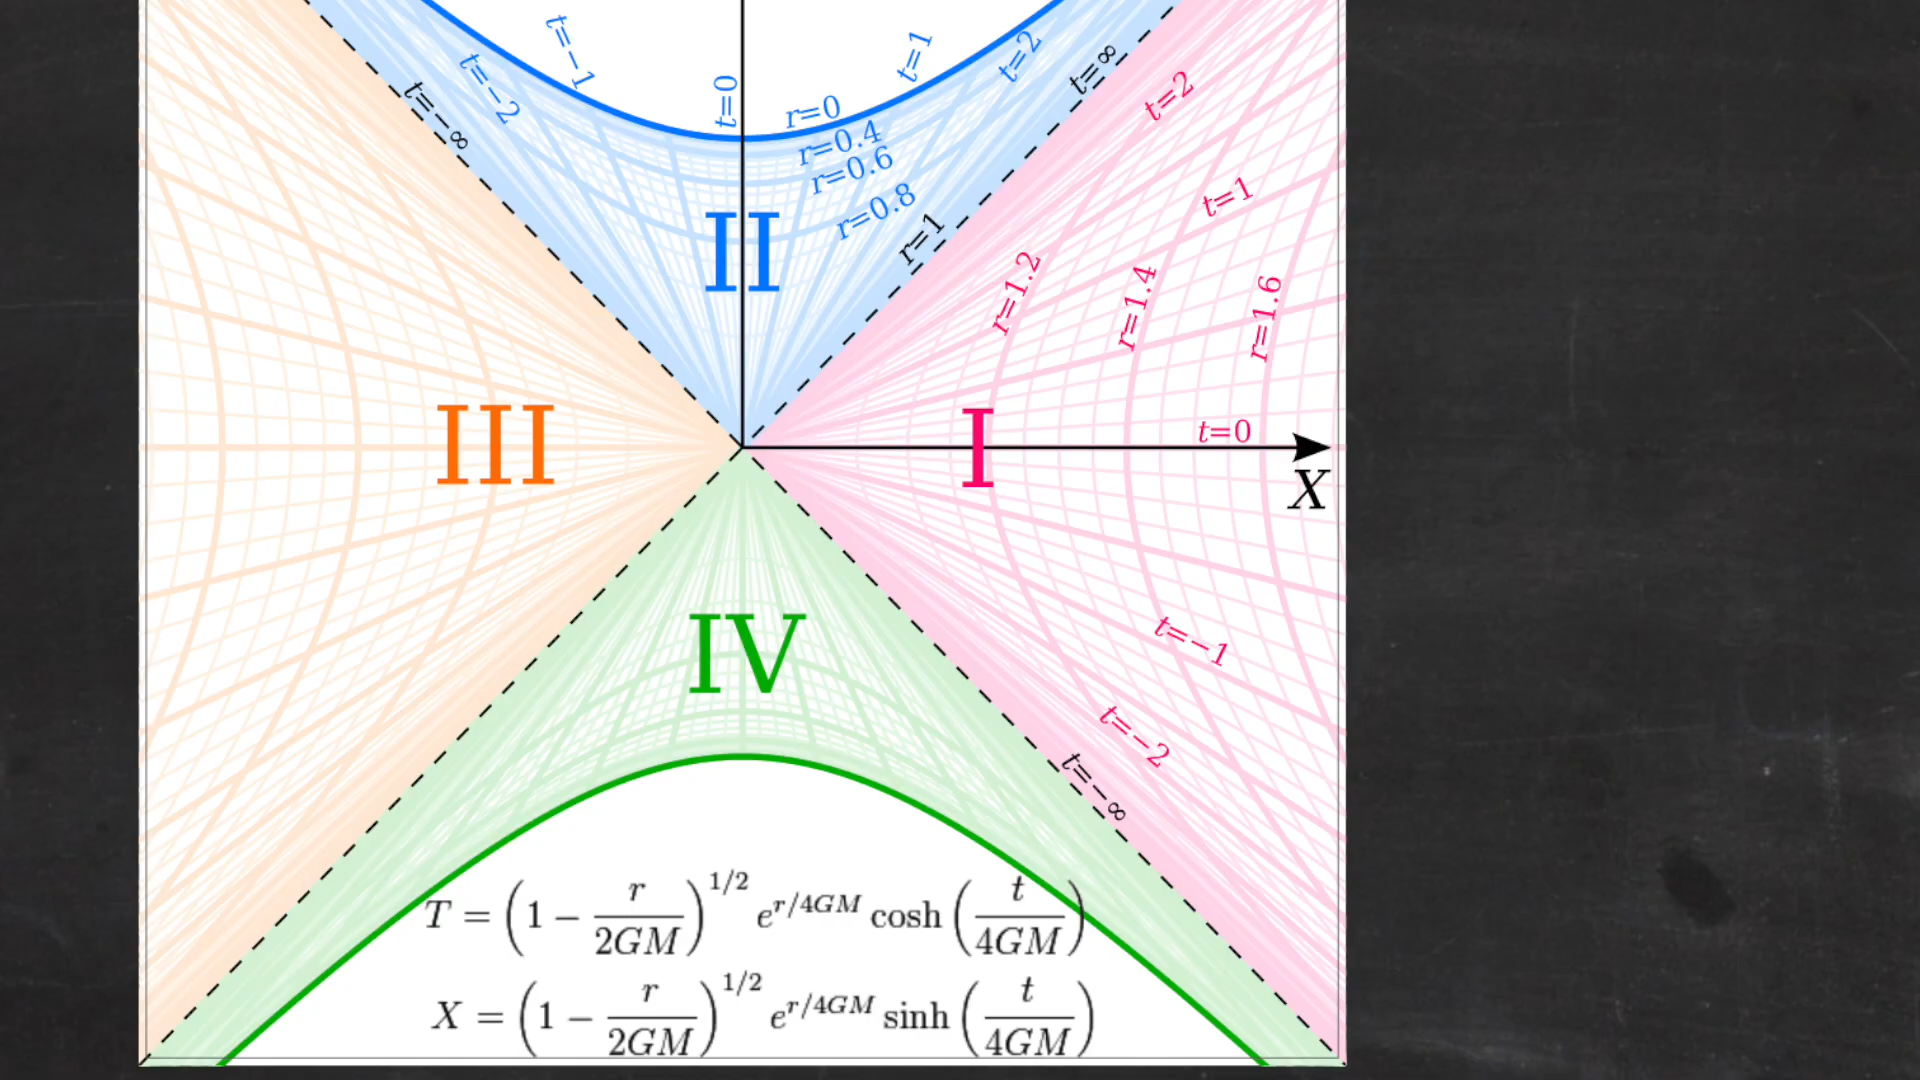 t=−1
t=−2
t=−∞
t=0
t=1
t=2
t=∞
t=2
r=0
r=0.4
r=0.6
r=0.8
r=1
t=1
r=1.2
r=1.4
r=1.6
II
III
I
t=0
X
IV
t=−1
t=−2
t=−∞
T = (1 − r/2GM)^{1/2} e^{r/4GM} cosh (t/4GM)
X = (1 − r/2GM)^{1/2} e^{r/4GM} sinh (t/4GM)